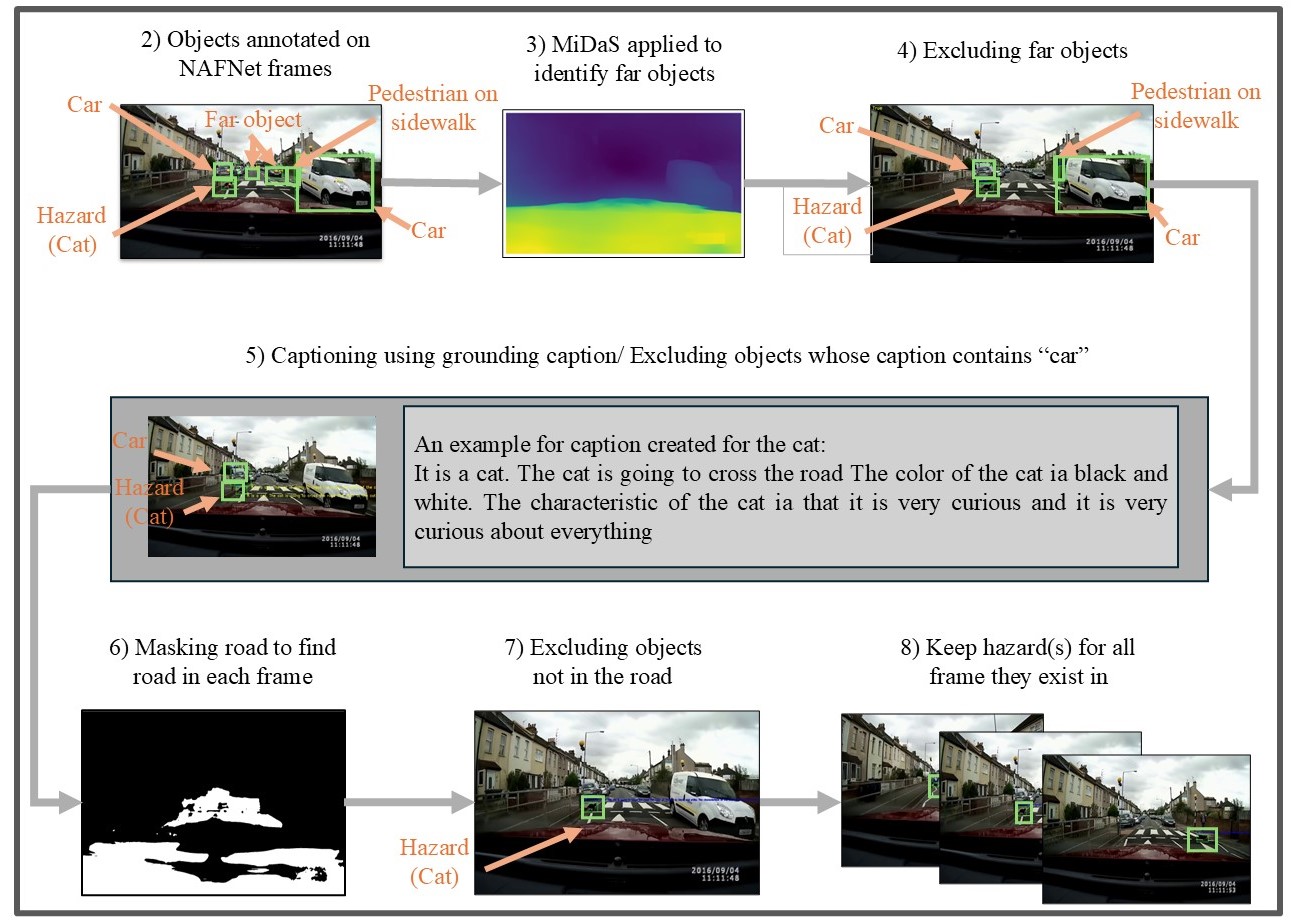 2) Objects annotated on
NAFNet frames
3) MiDaS applied to
identify far objects
4) Excluding far objects
Car
Far object
Pedestrian on
sidewalk
Hazard
(Cat)
Car
2016/09/04
11:11:48
Car
Pedestrian on
sidewalk
Hazard
(Cat)
Car
2016/09/04
11:11:48
5) Captioning using grounding caption/ Excluding objects whose caption contains “car”
Car
Hazard
(Cat)
2016/09/04
11:11:48
An example for caption created for the cat:
It is a cat. The cat is going to cross the road The color of the cat ia black and
white. The characteristic of the cat ia that it is very curious and it is very
curious about everything
6) Masking road to find
road in each frame
7) Excluding objects
not in the road
8) Keep hazard(s) for all
frame they exist in
Hazard
(Cat)
2016/09/04
11:11:48
2016/09/04
11:11:53